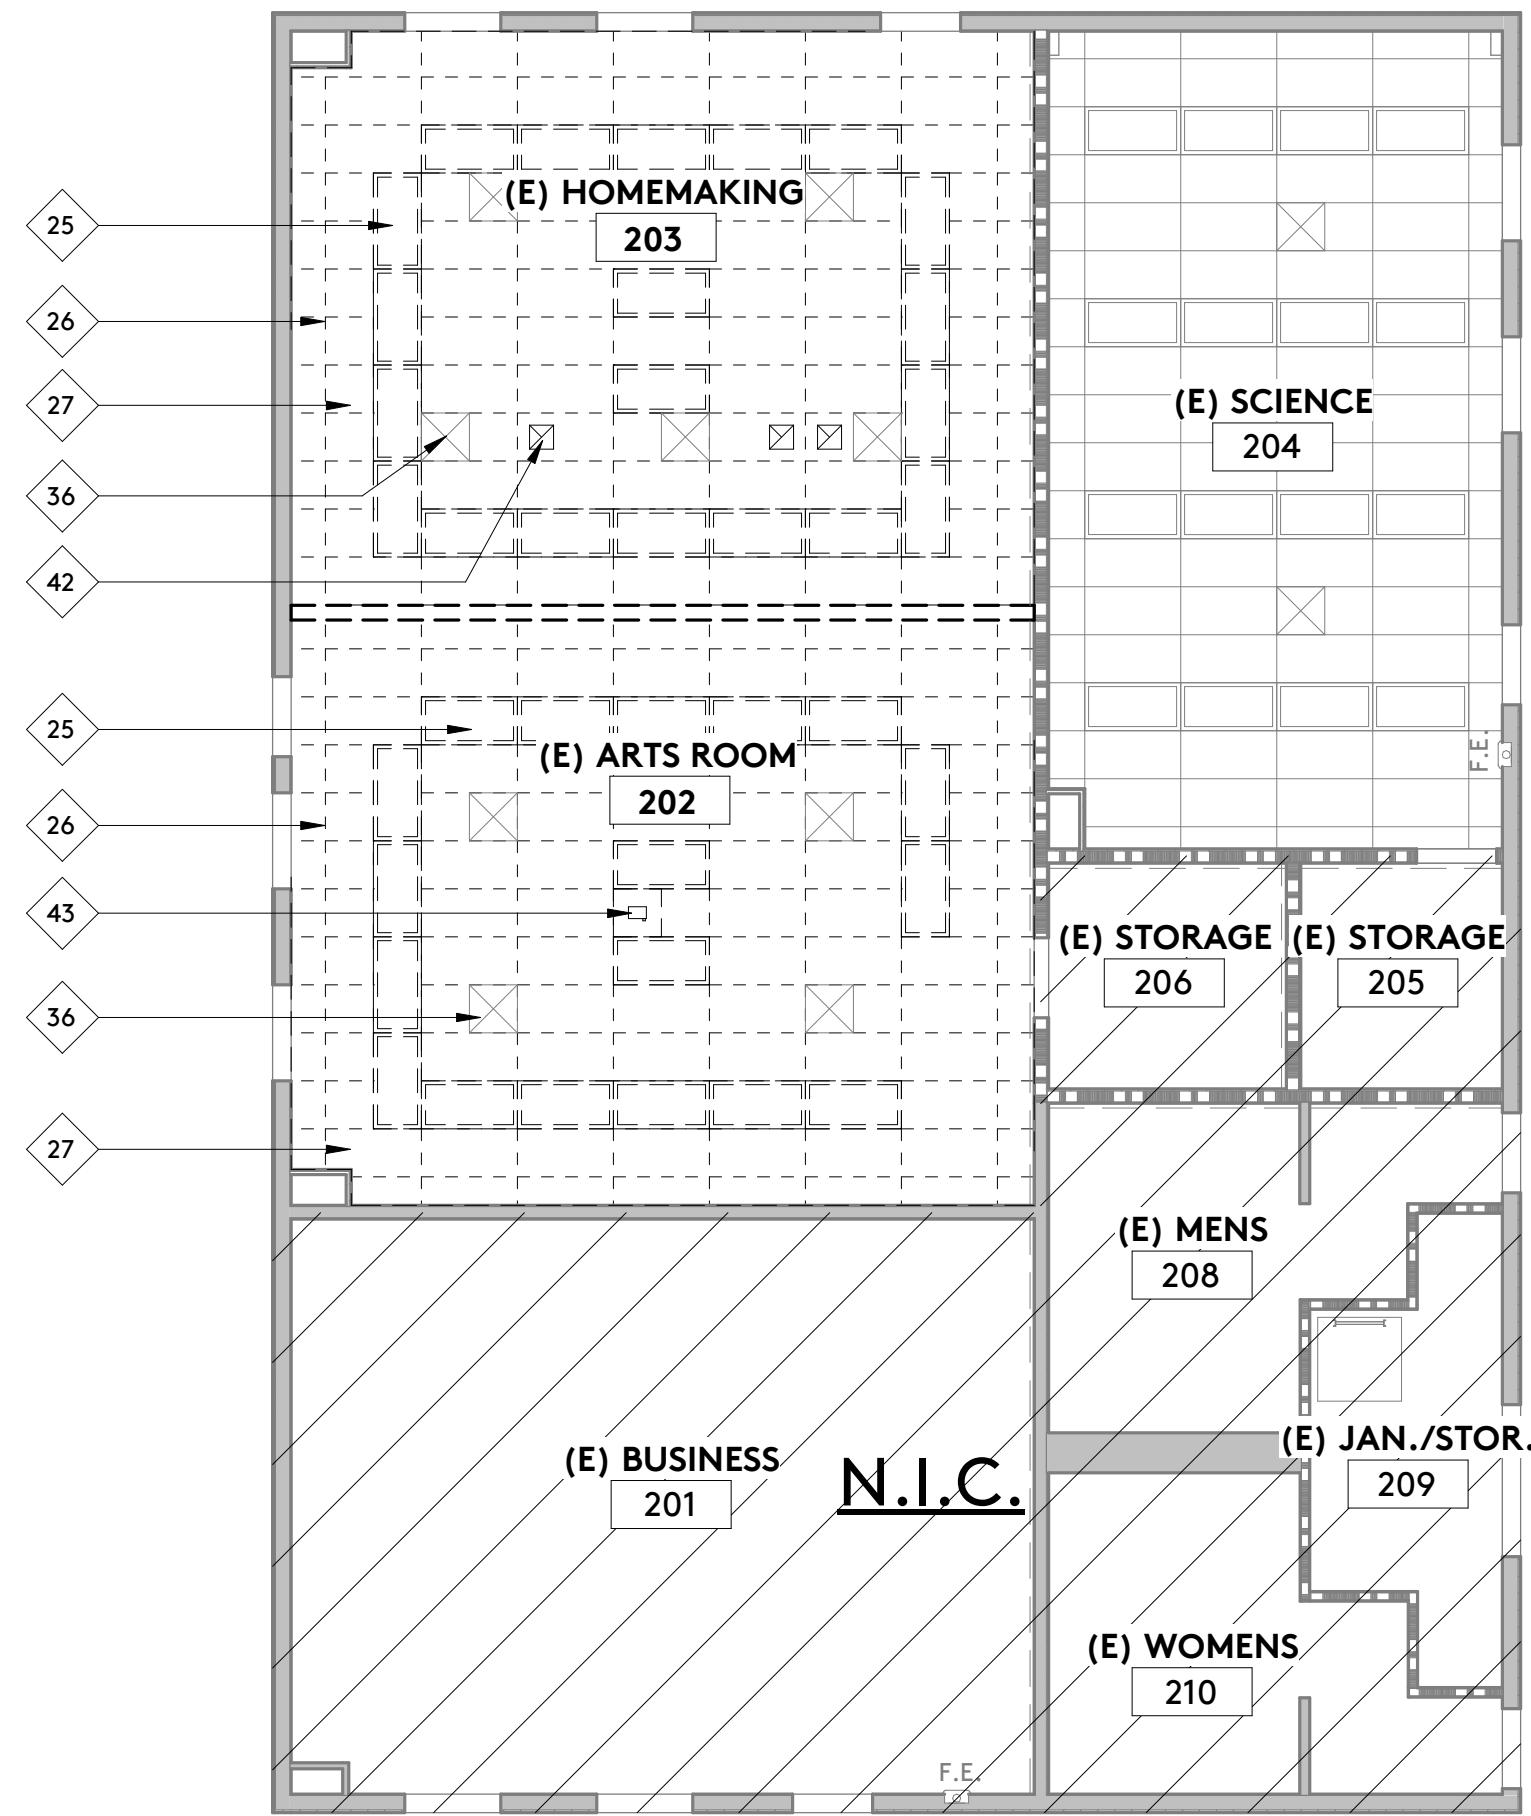 25
26
27
36
42
25
26
43
36
27
(E) HOMEMAKING
203
(E) SCIENCE
204
(E) ARTS ROOM
202
F.E.
(E) STORAGE
206
(E) STORAGE
205
(E) MENS
208
(E) BUSINESS
201
N.I.C.
(E) JAN./STOR.
209
(E) WOMENS
210
F.E.